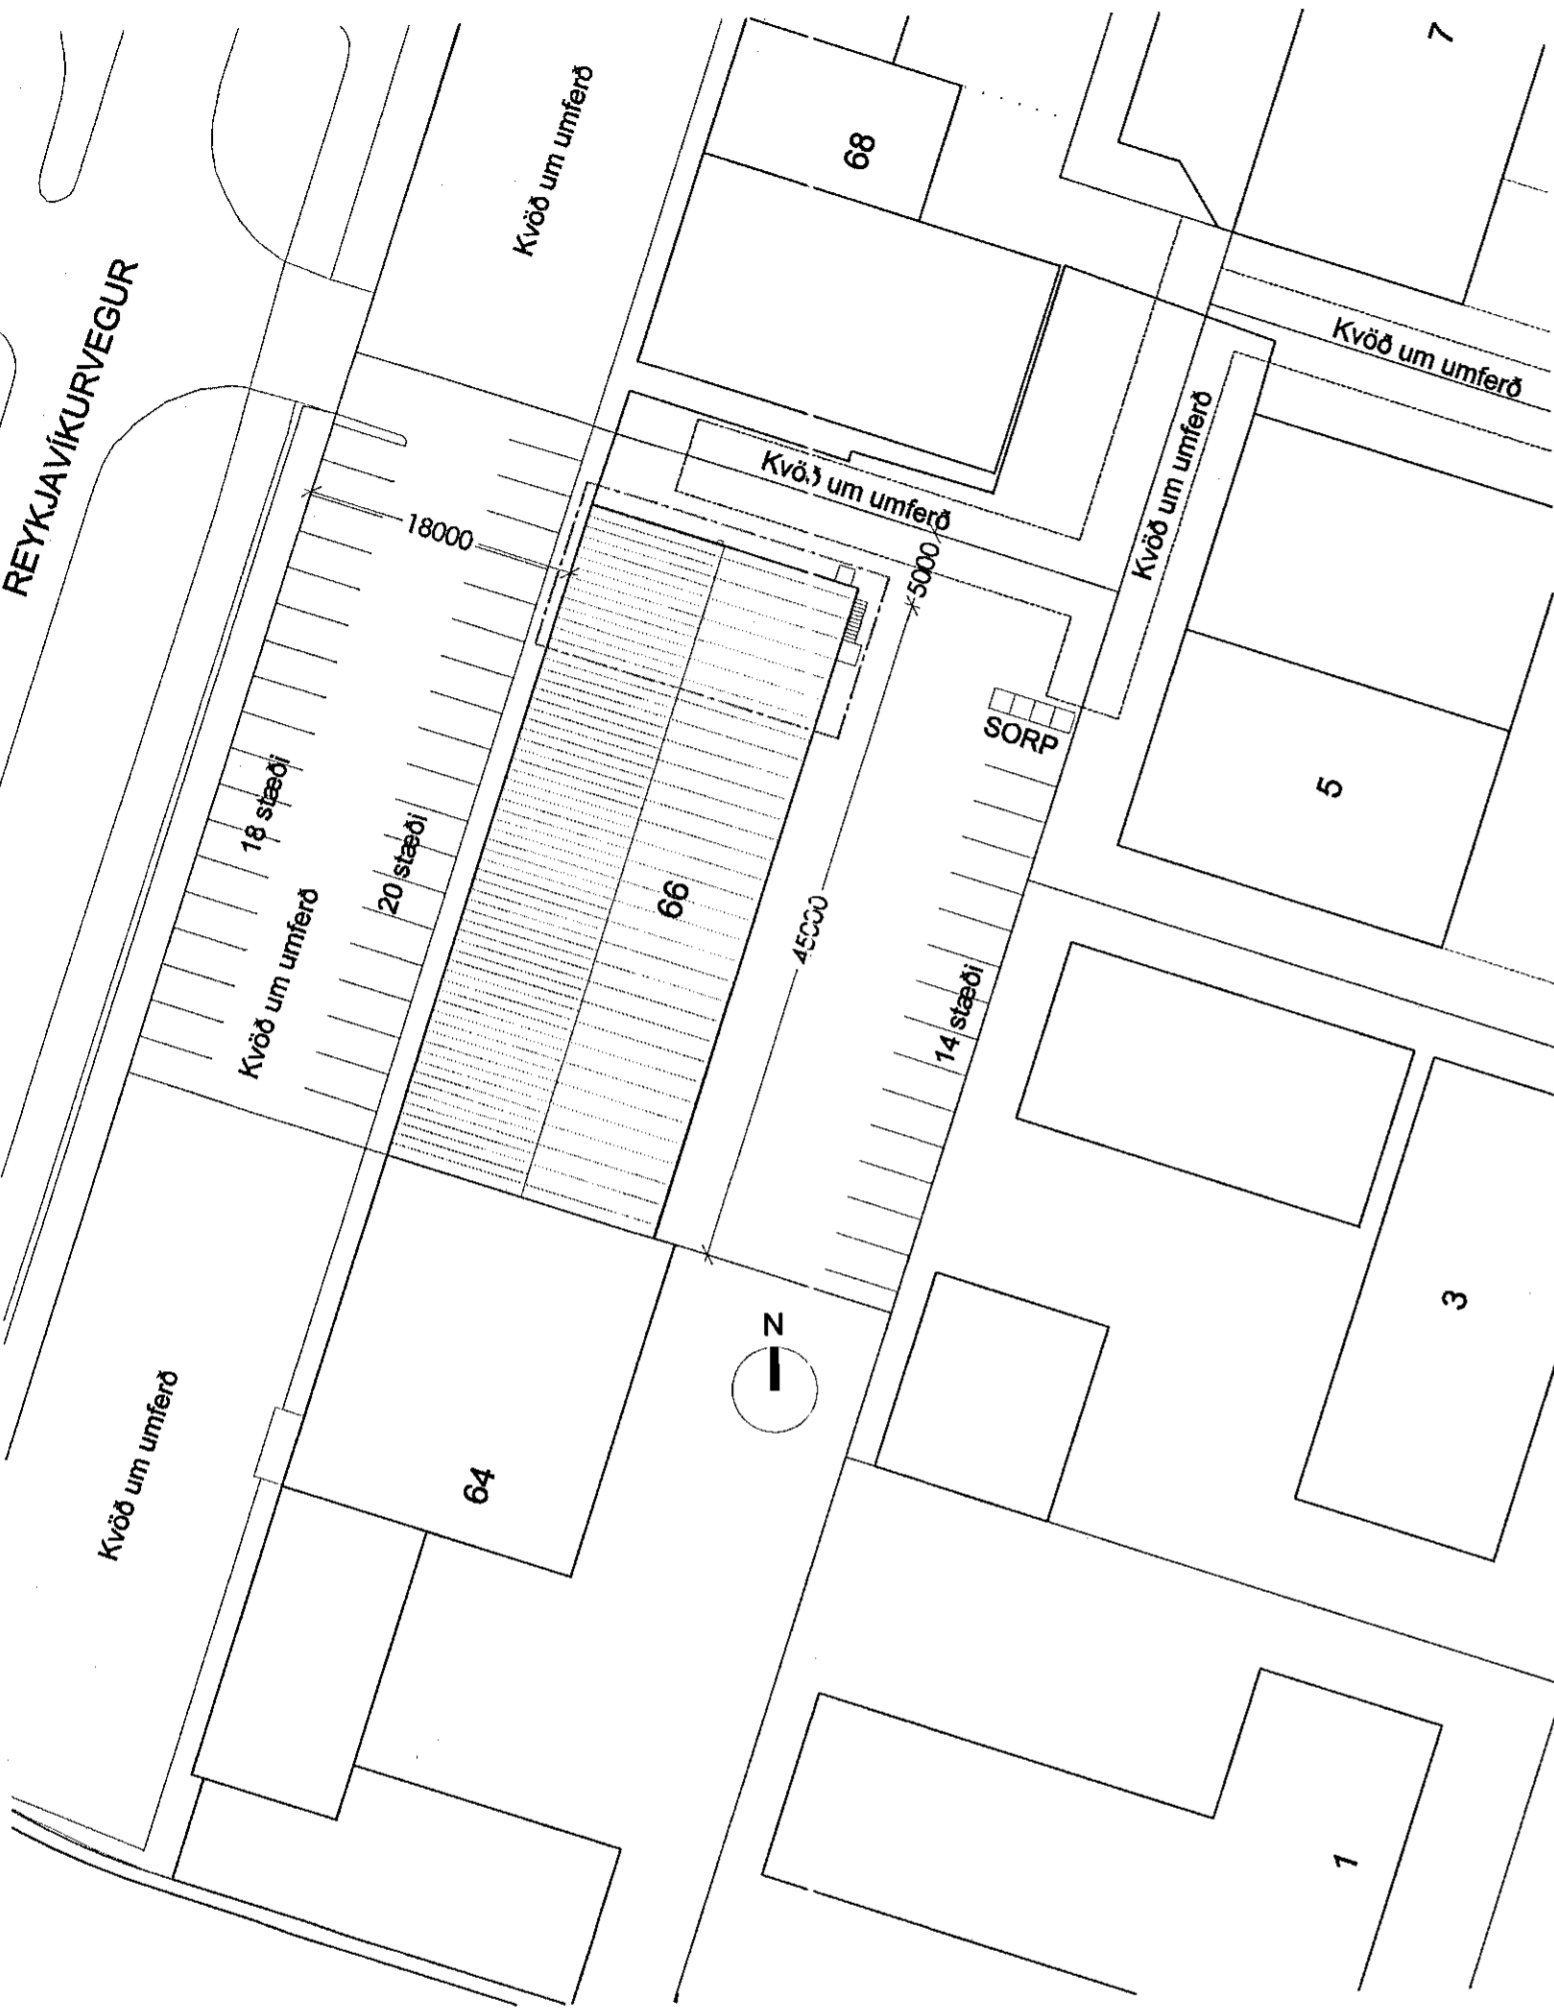 7
Kvöð um umferð
68
REYKJAVÍKURVEGUR
Kvöð um umferð
Kvöð um umferð
Kvöð um umferð
18000
5000
SORP
5
18 stæði
20 stæði
66
45000
Kvöð um umferð
14 stæði
3
N
Kvöð um umferð
64
1